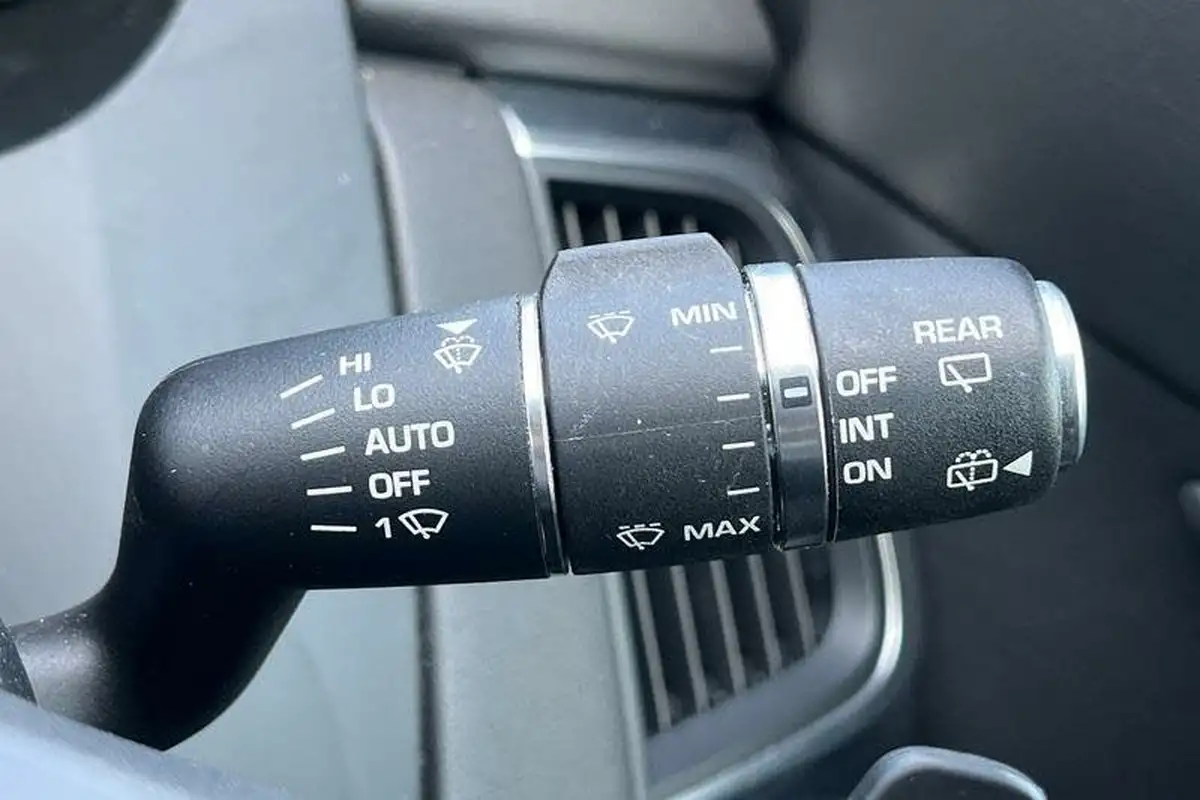 HI
LO
AUTO
OFF
1
MIN
MAX
REAR
OFF
INT
ON